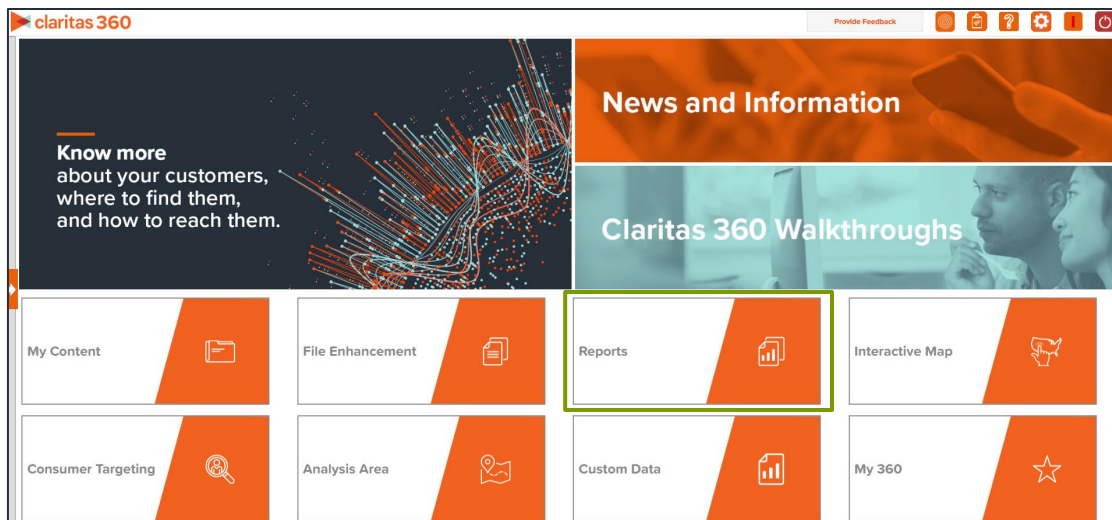 claritas 360
Provide Feedback
i
Know more
about your customers,
where to find them,
and how to reach them.
News and Information
Claritas 360 Walkthroughs
My Content
File Enhancement
Reports
Interactive Map
Consumer Targeting
Analysis Area
Custom Data
My 360